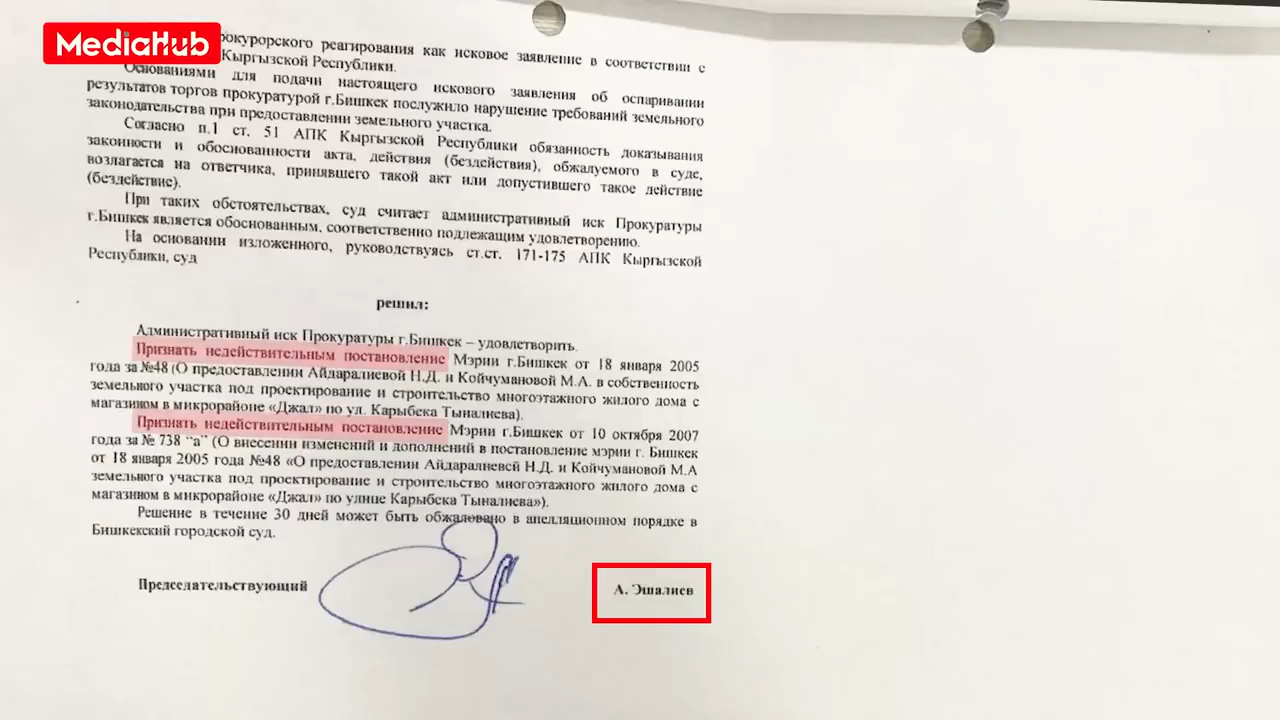 MediaHub
прокурорского реагирования как исковое заявление в соответствии с
Кыргызской Республики.
Основаниями для подачи настоящего искового заявления об оспаривании
результатов торгов прокуратурой г.Бишкек послужило нарушение требований земельного
законодательства при предоставлении земельного участка.
Согласно п.1 ст. 51 АПК Кыргызской Республики обязанность доказывания
законности и обоснованности акта, действия (бездействия), обжалуемого в суде,
возлагается на ответчика, принявшего такой акт или допустившего такое действие
(бездействие).
При таких обстоятельствах, суд считает административный иск Прокуратуры
г.Бишкек является обоснованным, соответственно подлежащим удовлетворению.
На основании изложенного, руководствуясь ст.ст. 171-175 АПК Кыргызской
Республики, суд
решил:
Административный иск Прокуратуры г.Бишкек – удовлетворить.
Признать недействительным постановление Мэрии г.Бишкек от 18 января 2005
года за №48 (О предоставлении Айдаралиевой Н.Д. и Койчумановой М.А. в собственность
земельного участка под проектирование и строительство многоэтажного жилого дома с
магазином в микрорайоне «Джал» по ул. Карыбека Тыналиева).
Признать недействительным постановление Мэрии г.Бишкек от 10 октября 2007
года за № 738 “а” (О внесении изменений и дополнений в постановление мэрии г. Бишкек
от 18 января 2005 года №48 «О предоставлении Айдаралиевой Н.Д. и Койчумановой М.А
земельного участка под проектирование и строительство многоэтажного жилого дома с
магазином в микрорайоне «Джал» по улице Карыбека Тыналиева»).
Решение в течение 30 дней может быть обжаловано в апелляционном порядке в
Бишкекский городской суд.
Председательствующий
А. Эшалиев